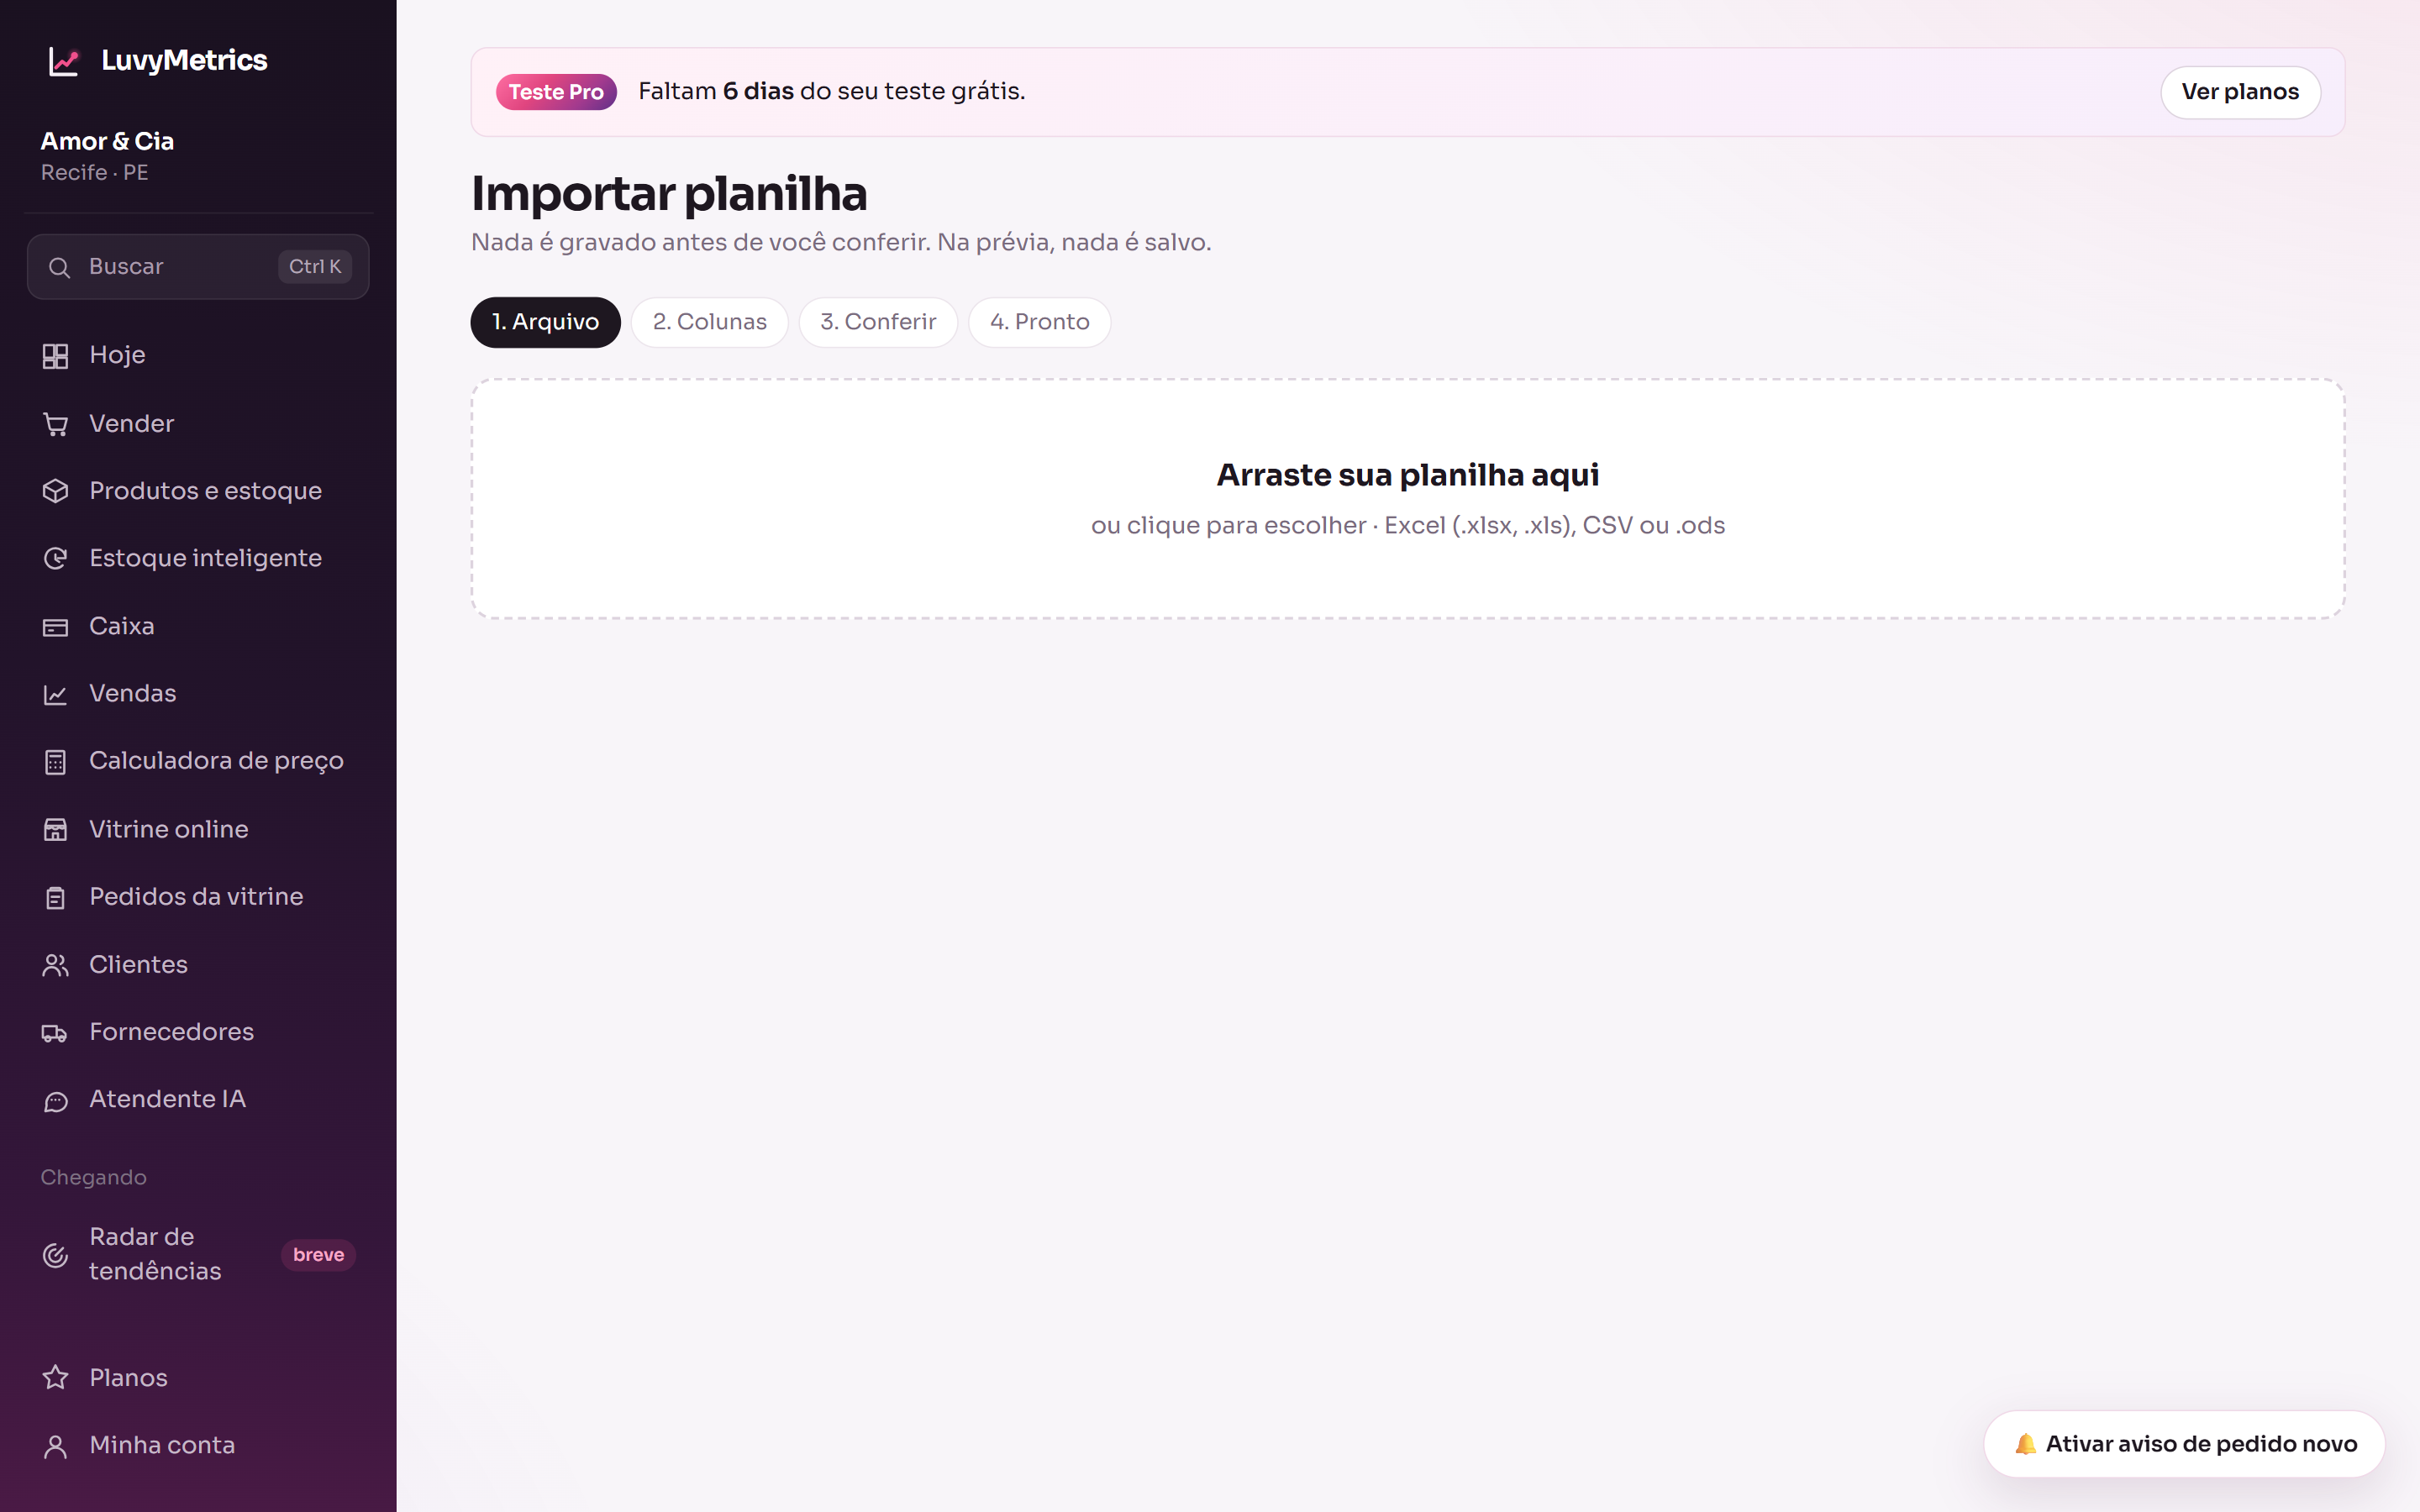 LuvyMetrics
Amor & Cia
Recife · PE
Buscar
Ctrl K
Hoje
Vender
Produtos e estoque
Estoque inteligente
Caixa
Vendas
Calculadora de preço
Vitrine online
Pedidos da vitrine
Clientes
Fornecedores
Atendente IA
Chegando
Radar de
tendências
breve
Planos
Minha conta
Teste Pro
Faltam 6 dias do seu teste grátis.
Ver planos
Importar planilha
Nada é gravado antes de você conferir. Na prévia, nada é salvo.
1. Arquivo
2. Colunas
3. Conferir
4. Pronto
Arraste sua planilha aqui
ou clique para escolher · Excel (.xlsx, .xls), CSV ou .ods
Ativar aviso de pedido novo